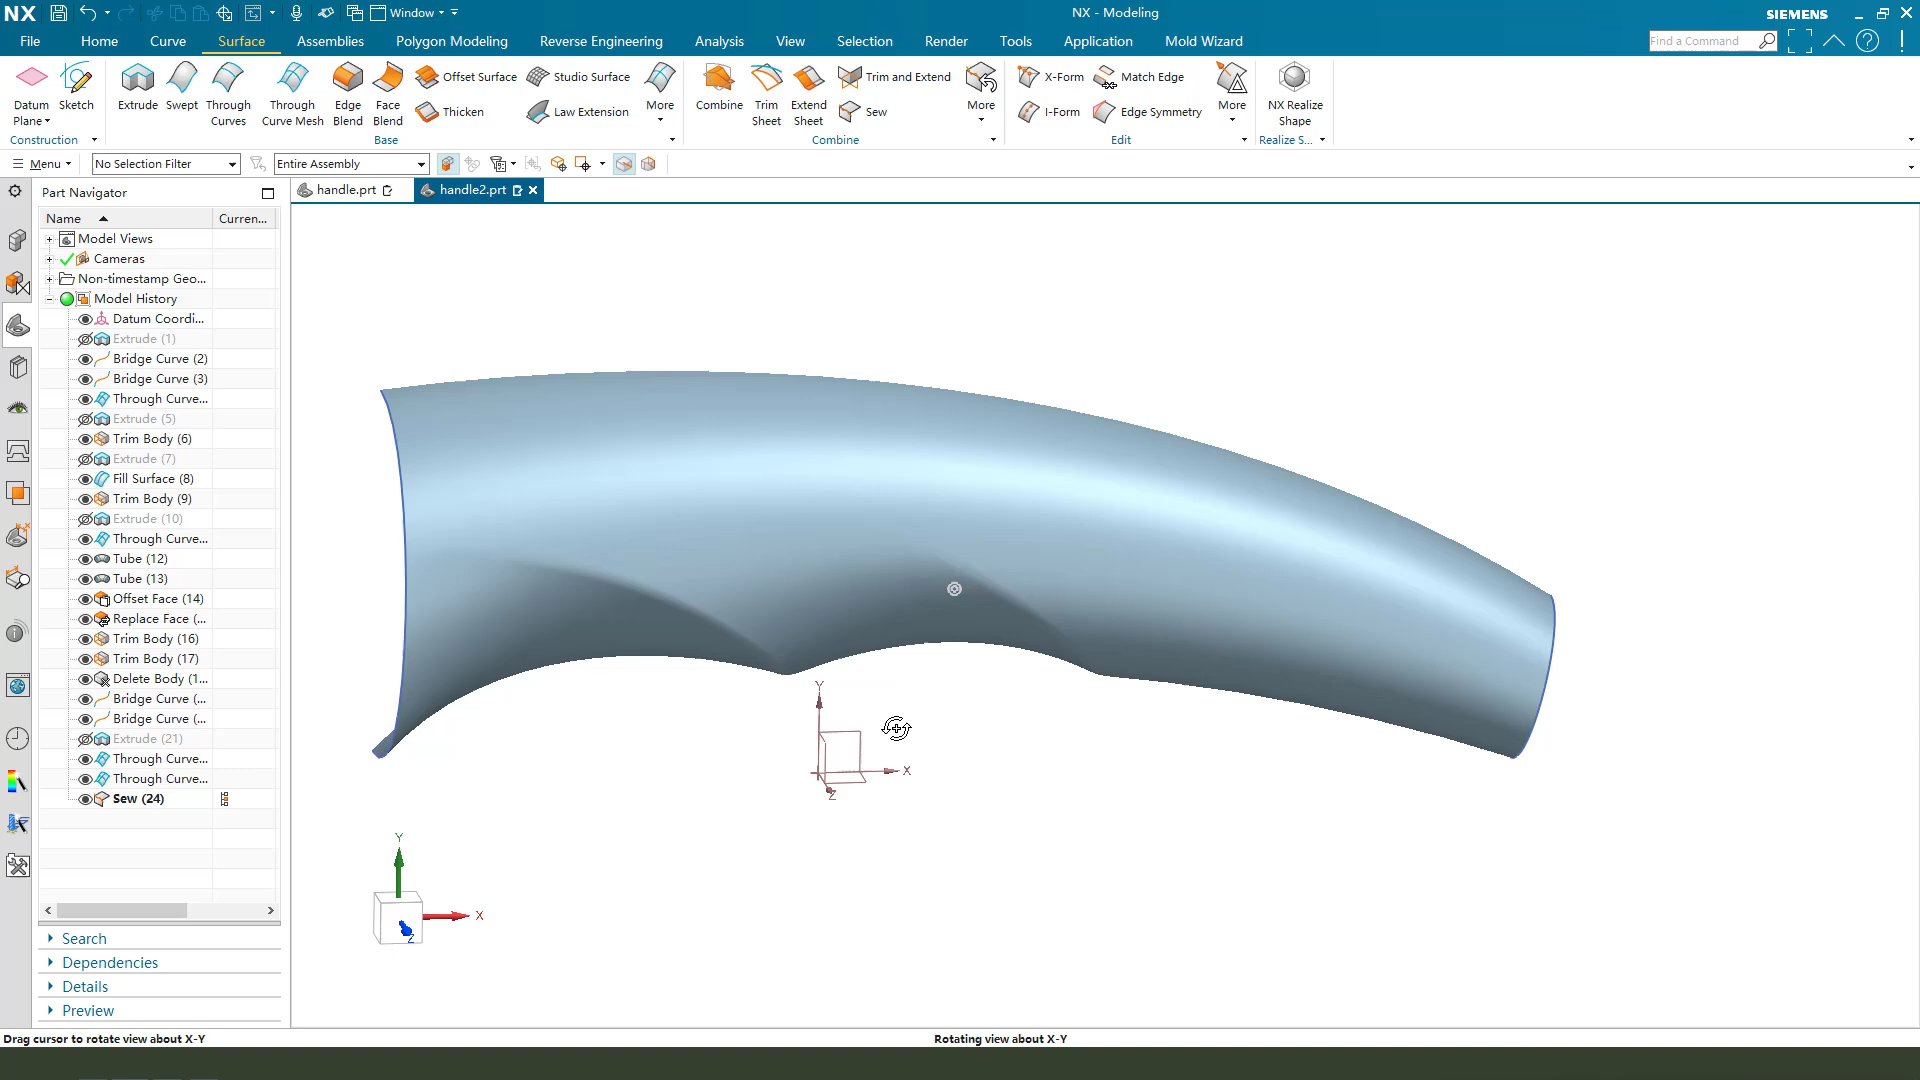 NX
Window
NX - Modeling
SIEMENS
File Home Curve Surface Assemblies Polygon Modeling Reverse Engineering Analysis View Selection Render Tools Application Mold Wizard
Find a Command
Datum Plane
Sketch
Extrude
Swept
Through Curves
Through Curve Mesh
Edge Blend
Face Blend
Offset Surface
Thicken
Studio Surface
Law Extension
More
Combine
Trim Sheet
Extend Sheet
Trim and Extend
Sew
More
X-Form
I-Form
Match Edge
Edge Symmetry
More
NX Realize Shape
Construction
Base
Combine
Edit
Realize S...
Menu
No Selection Filter
Entire Assembly
Part Navigator
handle.prt
handle2.prt
Name
Curren...
Model Views
Cameras
Non-timestamp Geo...
Model History
Datum Coordi...
Extrude (1)
Bridge Curve (2)
Bridge Curve (3)
Through Curve...
Extrude (5)
Trim Body (6)
Extrude (7)
Fill Surface (8)
Trim Body (9)
Extrude (10)
Through Curve...
Tube (12)
Tube (13)
Offset Face (14)
Replace Face (...
Trim Body (16)
Trim Body (17)
Delete Body (1...
Bridge Curve (...
Bridge Curve (...
Extrude (21)
Through Curve...
Through Curve...
Sew (24)
Y
X
Z
Y
X
Z
Search
Dependencies
Details
Preview
Drag cursor to rotate view about X-Y
Rotating view about X-Y